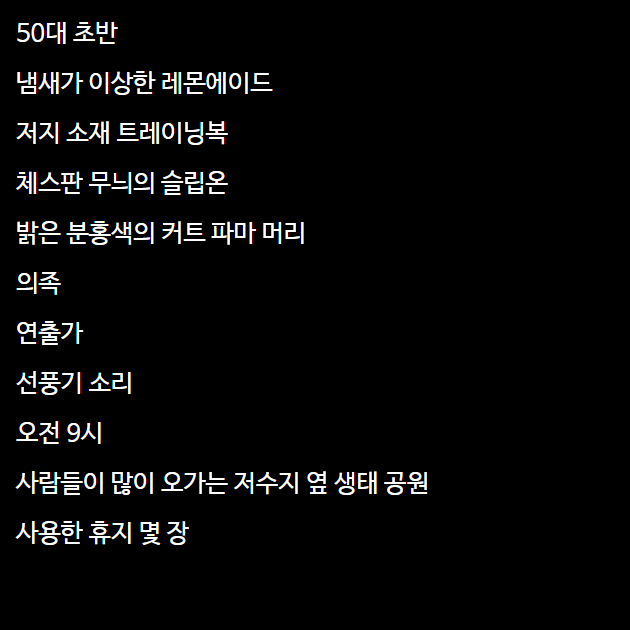 50대 초반
냄새가 이상한 레몬에이드
저지 소재 트레이닝복
체스판 무늬의 슬립온
밝은 분홍색의 커트 파마 머리
의족
연출가
선풍기 소리
오전 9시
사람들이 많이 오가는 저수지 옆 생태 공원
사용한 휴지 몇 장